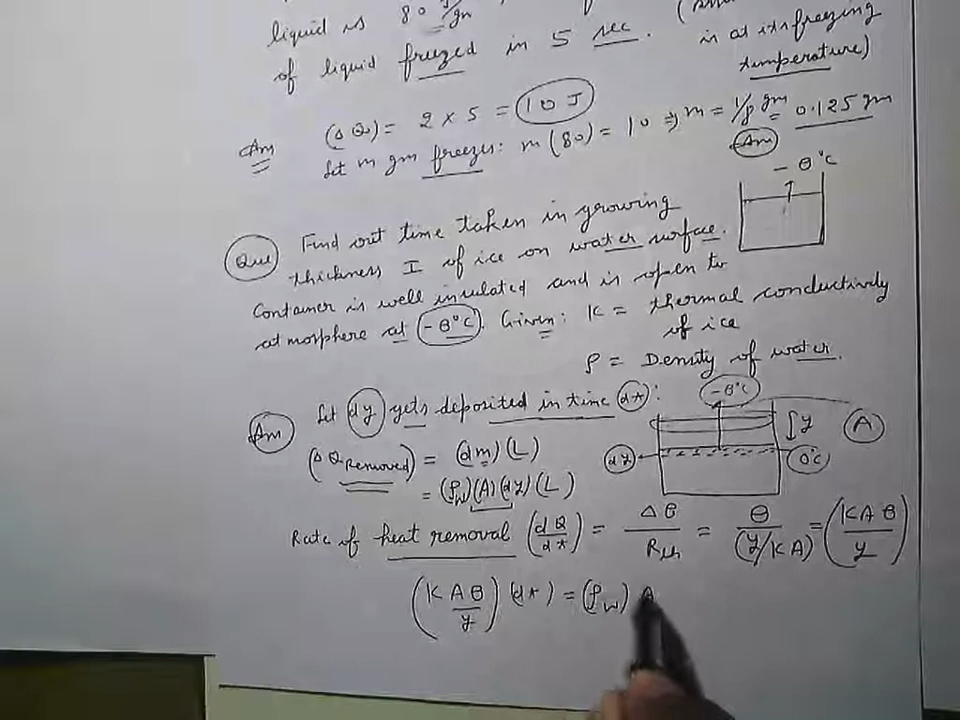 liquid is 80 J/gm
of liquid freezed in 5 sec. (
is at its freezing
temperature)
Ans (ΔQ) = 2 × 5 = 10 J
Let m gm freezes: m(80) = 10 ⇒ m = 1/8 gm = 0.125 gm
Ans
- θ°C
Que Find out time taken in growing
thickness I of ice on water surface.
Container is well insulated and is open to
atmosphere at -θ°C. Given: K = thermal conductively
of ice
ρ = Density of water.
Ans Let dy gets deposited in time dt:
-θ°C
y
A
dy
0°C
(ΔQ Removed) = (dm)(L)
= (ρw)(A)(dy)(L)
Rate of heat removal (dQ/dt) = Δθ/Rth = θ/(y/KA) = (KAθ/y)
(KAθ/y)(dt) = (ρw) A